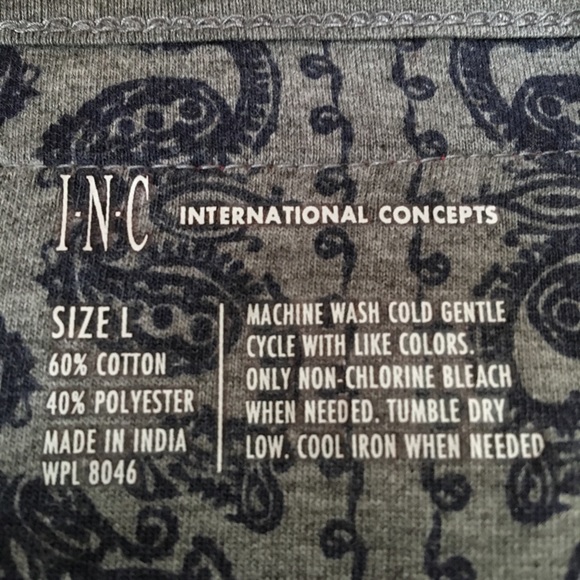 I·N·C INTERNATIONAL CONCEPTS
SIZE L
60% COTTON
40% POLYESTER
MADE IN INDIA
WPL 8046
MACHINE WASH COLD GENTLE
CYCLE WITH LIKE COLORS.
ONLY NON-CHLORINE BLEACH
WHEN NEEDED. TUMBLE DRY
LOW. COOL IRON WHEN NEEDED